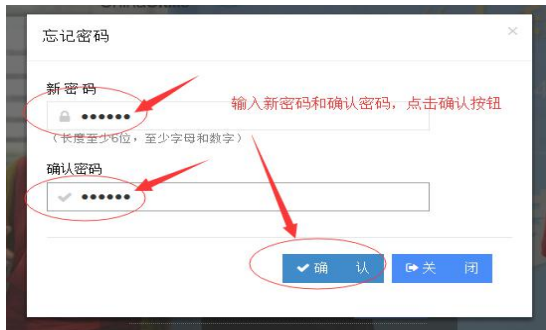 忘记密码
×
新密码
••••••
输入新密码和确认密码，点击确认按钮
（长度至少6位，至少字母和数字）
确认密码
••••••
确 认
关 闭